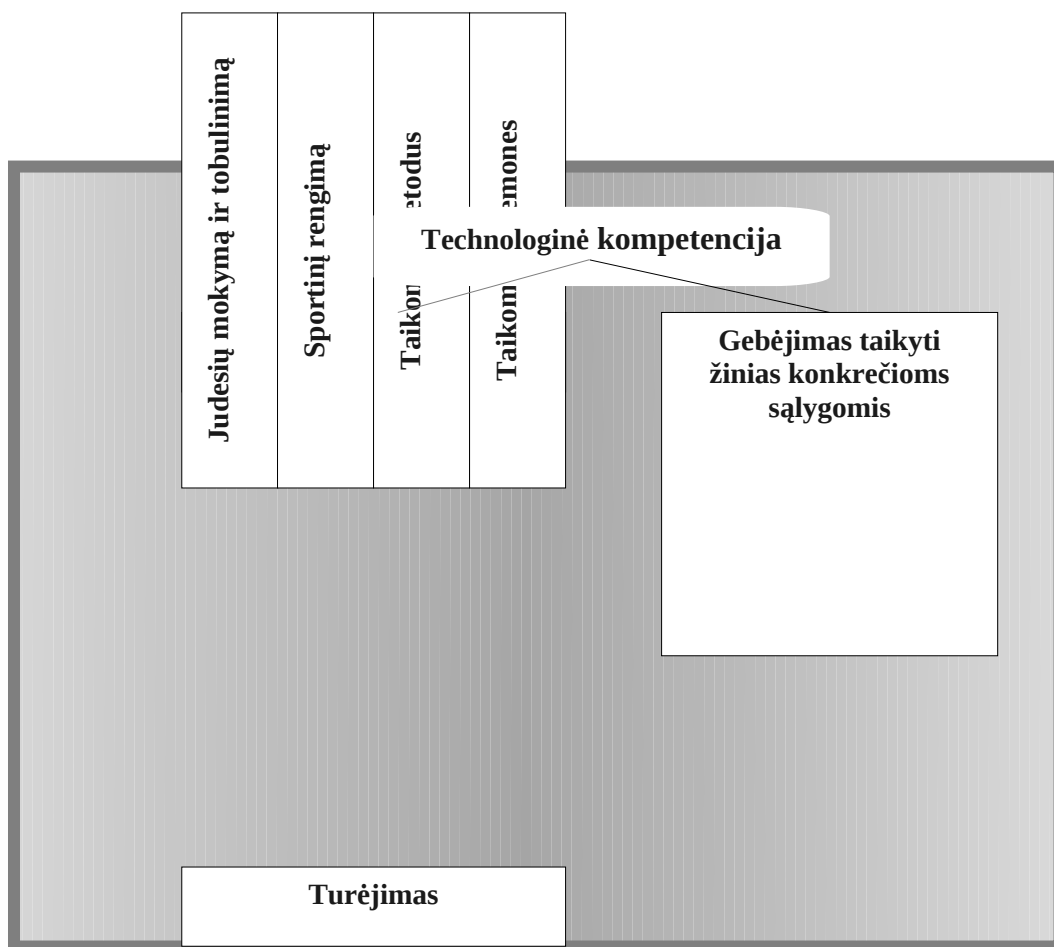 Judesių mokymą ir tobulinimą
Sportinį rengimą
Technologinė kompetencija
Gebėjimas taikyti
žinias konkrečioms
sąlygomis
Turėjimas